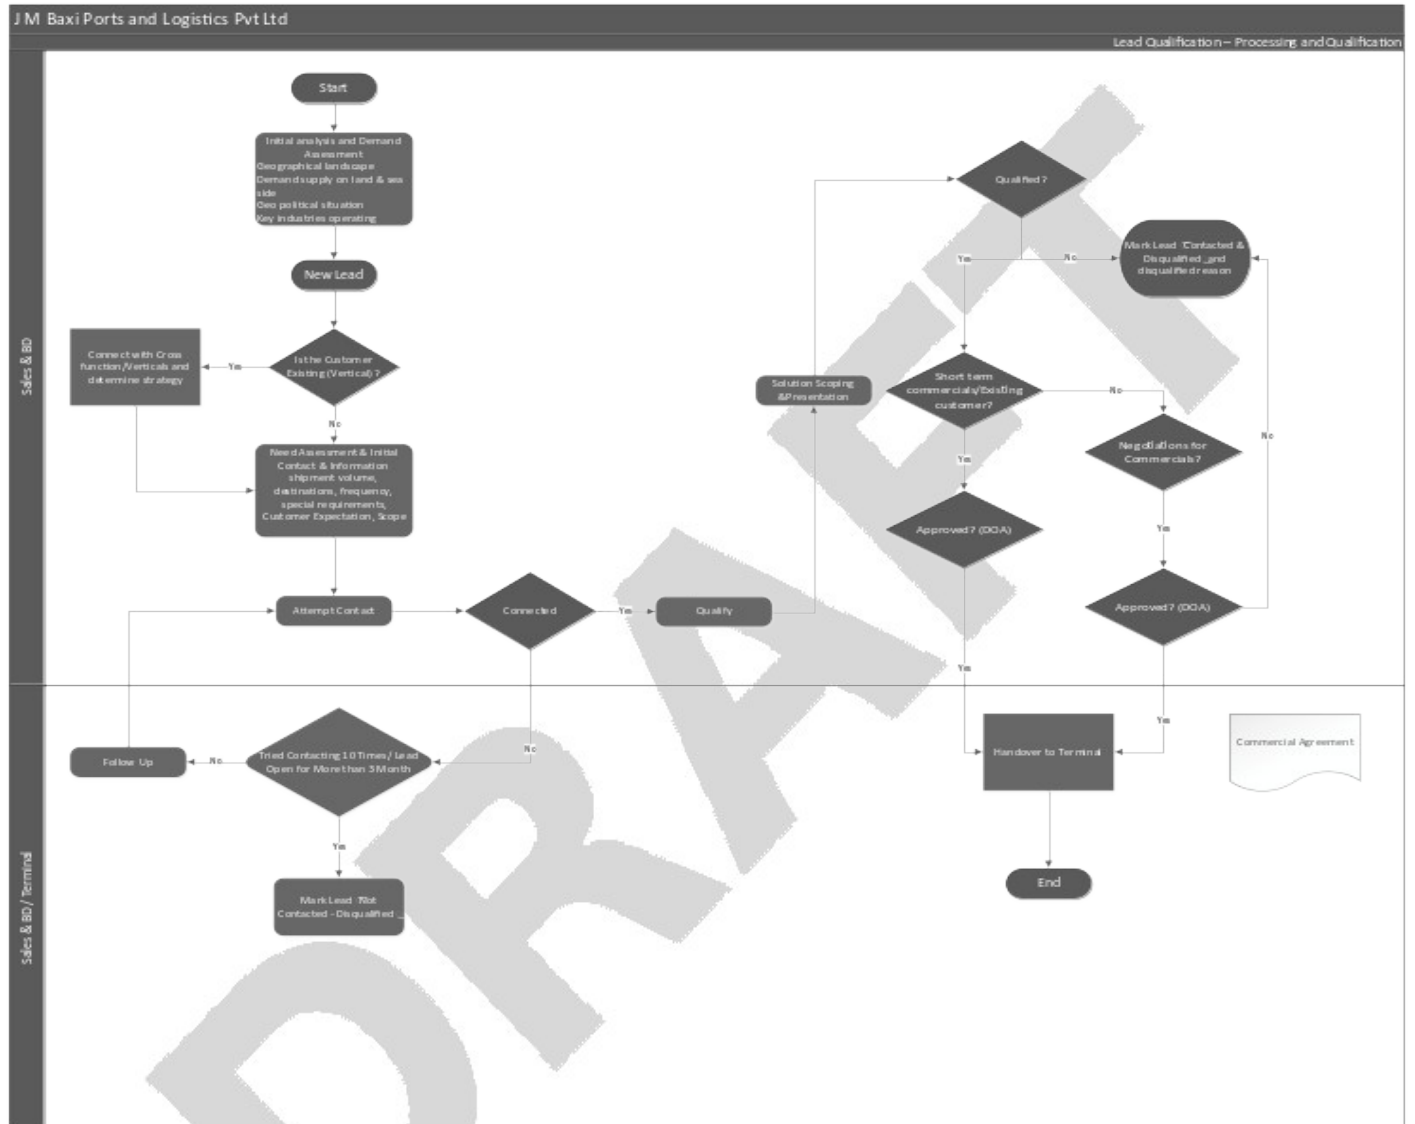 J M Baxi Ports and Logistics Pvt Ltd
Lead Qualification – Processing and Qualification
Sales & BD
Start
Initial analysis and Demand
Assessment
Geographical landscape
Demand supply on land & sea
side
Geo political situation
Key industries operating
New Lead
Is the Customer
Existing (Vertical) ?
Yes
Connect with Cross
function/Verticals and
determine strategy
No
Need Assessment & Initial
Contact & Information
shipment volume,
destinations, frequency,
special requirements,
Customer Expectation, Scope
Attempt Contact
Connected
Yes
Qualify
Solution Scoping
& Presentation
Qualified ?
Yes
No
Mark Lead 'Contacted &
Disqualified_and
disqualified reason
Short term
commercials/Existing
customer?
No
Yes
Negotiations for
Commercials?
No
Approved? (DOA)
Yes
Approved? (DOA)
Yes
Sales & BD/ Terminal
No
Tried Contacting 10 Times/ Lead
Open for More than 3 Month
No
Follow Up
Yes
Mark Lead 'Not
Contacted - Disqualified _
Yes
Handover to Terminal
Commercial Agreement
End
DRAFT